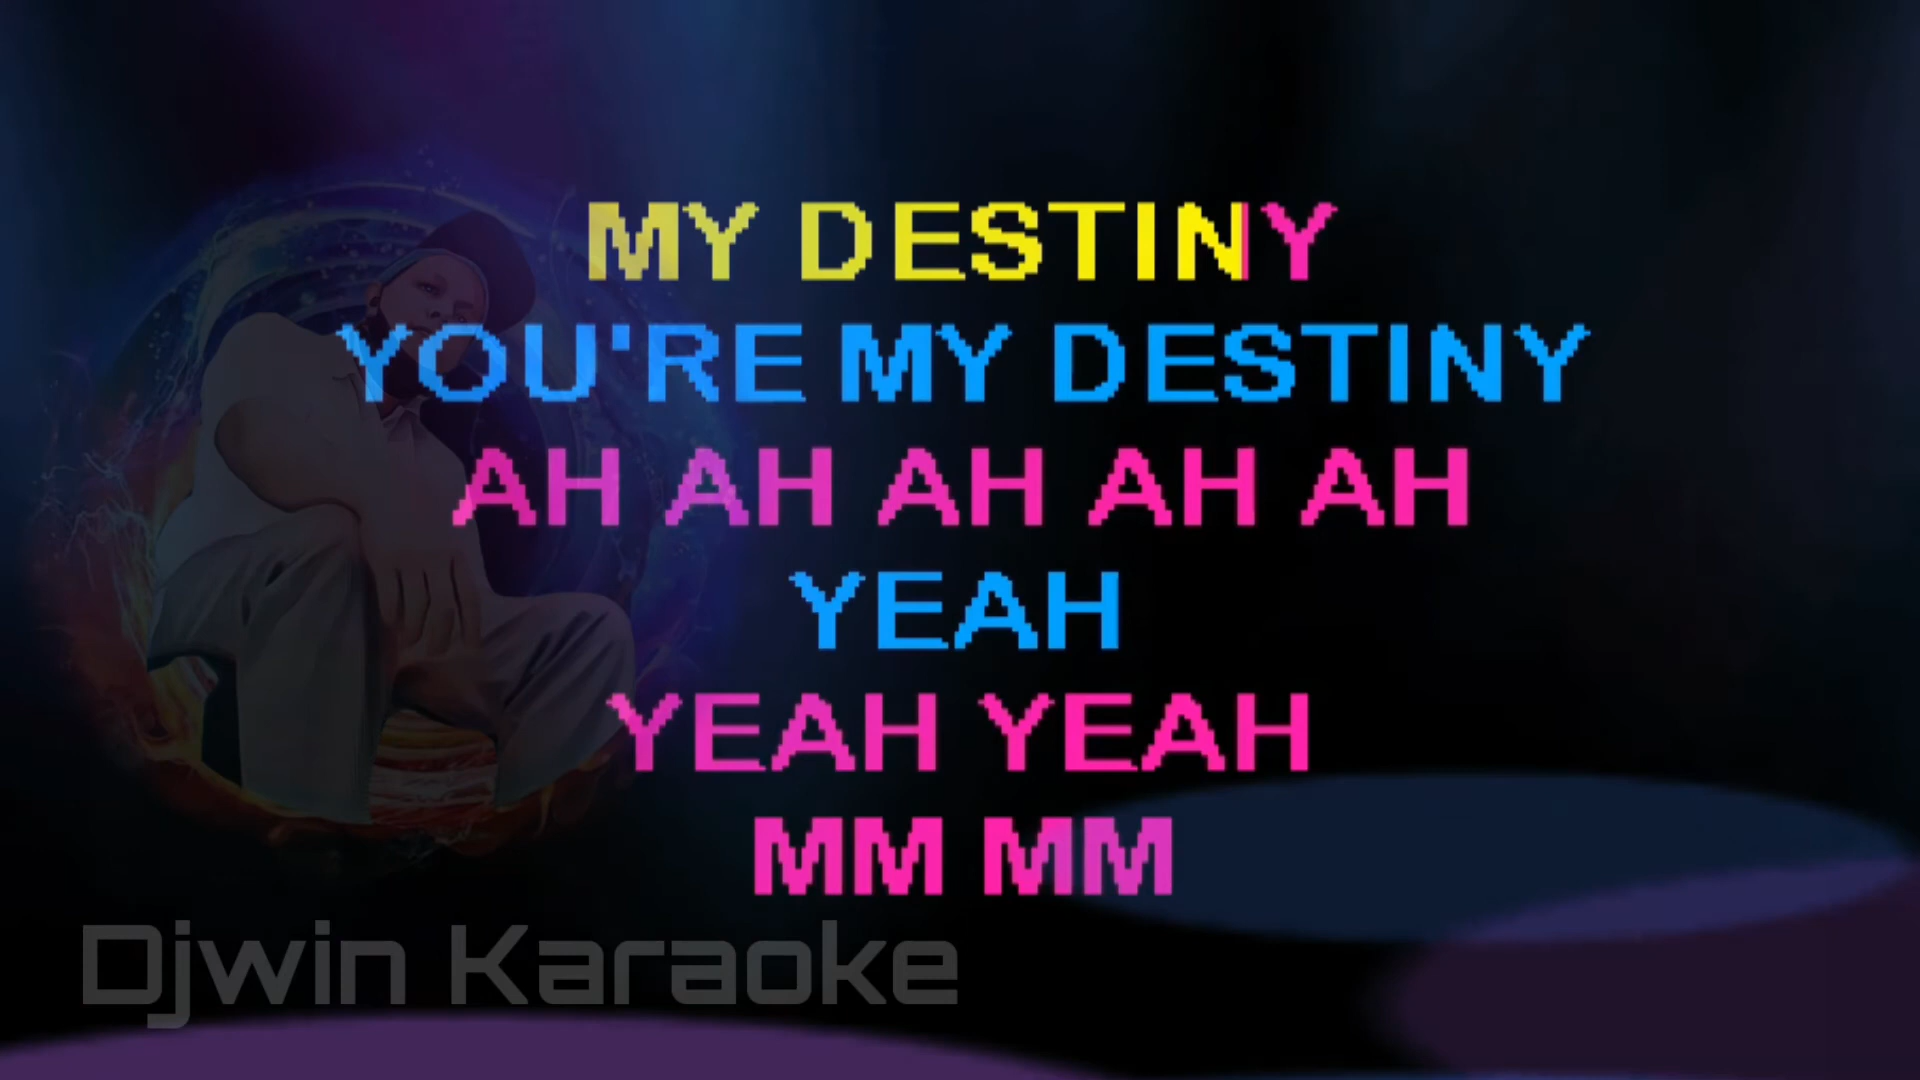 MY DESTINY
YOU'RE MY DESTINY
AH AH AH AH AH
YEAH
YEAH YEAH
MM MM
Djwin Karaoke